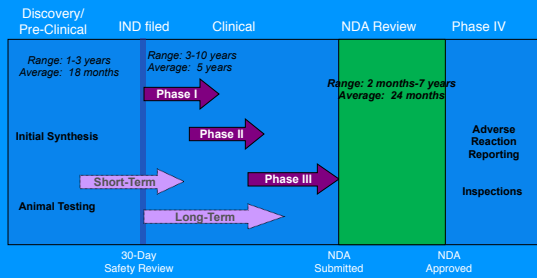 Discovery/
Pre-Clinical
IND filed
Clinical
NDA Review
Phase IV
Range: 1-3 years
Average: 18 months
Range: 3-10 years
Average: 5 years
Range: 2 months-7 years
Average: 24 months
Phase I
Initial Synthesis
Phase II
Adverse
Reaction
Reporting
Short-Term
Phase III
Inspections
Animal Testing
Long-Term
30-Day
Safety Review
NDA
Submitted
NDA
Approved